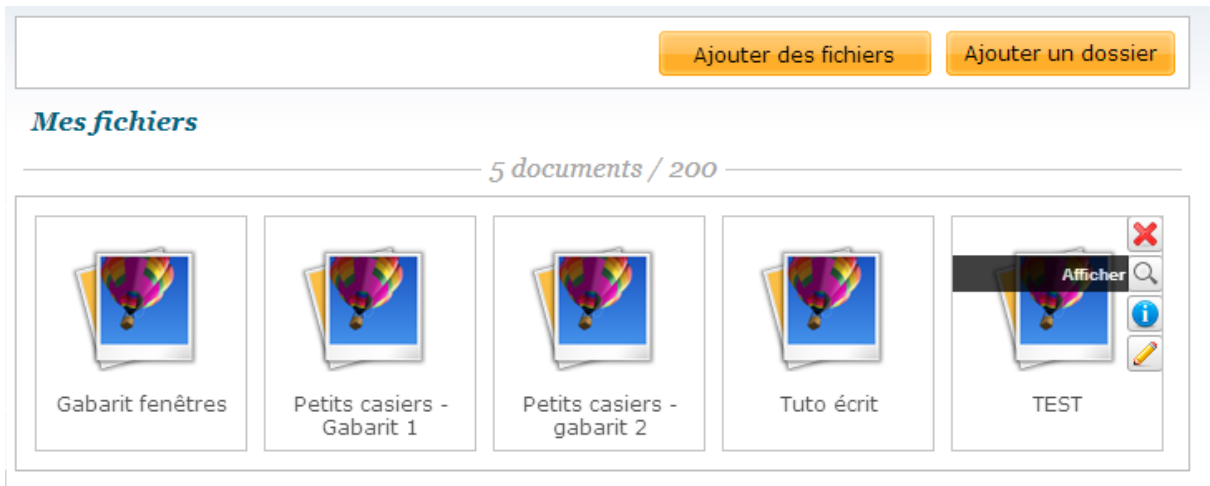 Ajouter des fichiers
Ajouter un dossier
Mes fichiers
5 documents / 200
Gabarit fenêtres
Petits casiers -
Gabarit 1
Petits casiers -
gabarit 2
Tuto écrit
Afficher
TEST